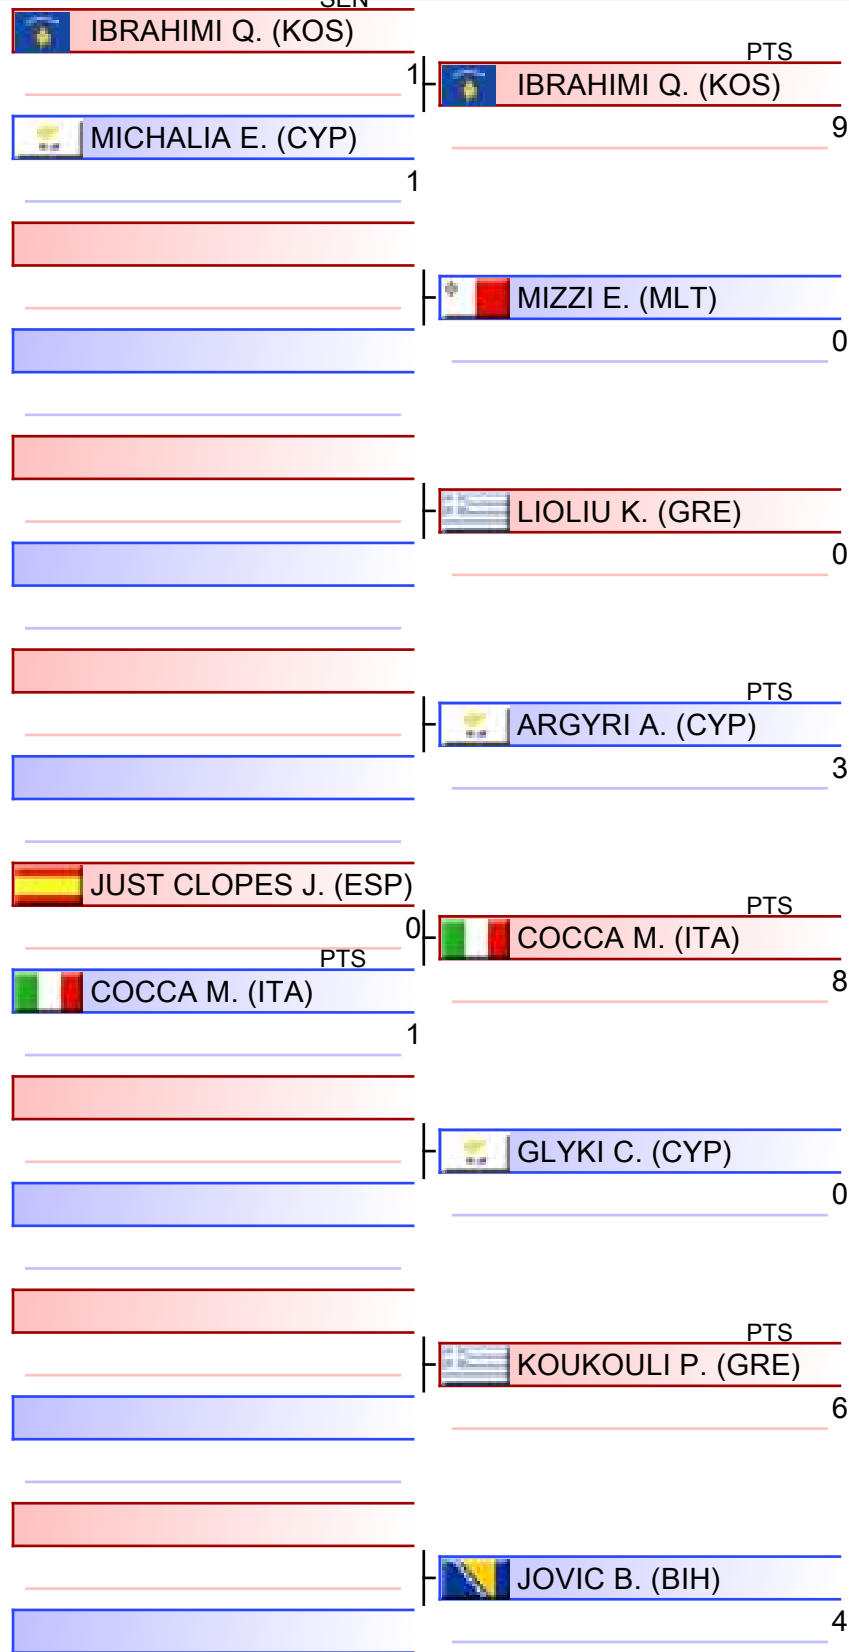 SEN
IBRAHIMI Q. (KOS)
1
MICHALIA E. (CYP)
1
PTS
IBRAHIMI Q. (KOS)
9
MIZZI E. (MLT)
0
LIOLIU K. (GRE)
0
PTS
ARGYRI A. (CYP)
3
JUST CLOPES J. (ESP)
0
PTS
COCCA M. (ITA)
1
PTS
COCCA M. (ITA)
8
GLYKI C. (CYP)
0
PTS
KOUKOULI P. (GRE)
6
JOVIC B. (BIH)
4